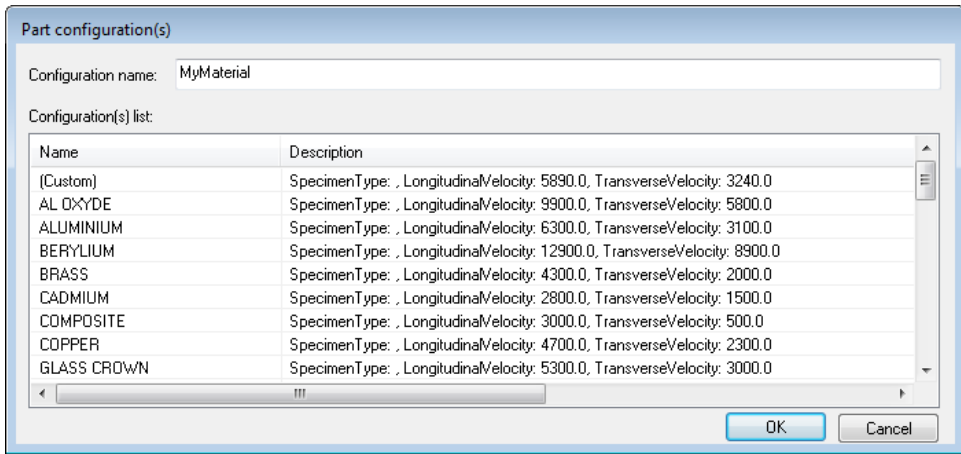 Part configuration(s)
Configuration name: MyMaterial
Configuration(s) list:
Name Description
(Custom) SpecimenType: , LongitudinalVelocity: 5890.0, TransverseVelocity: 3240.0
AL OXYDE SpecimenType: , LongitudinalVelocity: 9900.0, TransverseVelocity: 5800.0
ALUMINIUM SpecimenType: , LongitudinalVelocity: 6300.0, TransverseVelocity: 3100.0
BERYLIUM SpecimenType: , LongitudinalVelocity: 12900.0, TransverseVelocity: 8900.0
BRASS SpecimenType: , LongitudinalVelocity: 4300.0, TransverseVelocity: 2000.0
CADMIUM SpecimenType: , LongitudinalVelocity: 2800.0, TransverseVelocity: 1500.0
COMPOSITE SpecimenType: , LongitudinalVelocity: 3000.0, TransverseVelocity: 500.0
COPPER SpecimenType: , LongitudinalVelocity: 4700.0, TransverseVelocity: 2300.0
GLASS CROWN SpecimenType: , LongitudinalVelocity: 5300.0, TransverseVelocity: 3000.0
OK Cancel